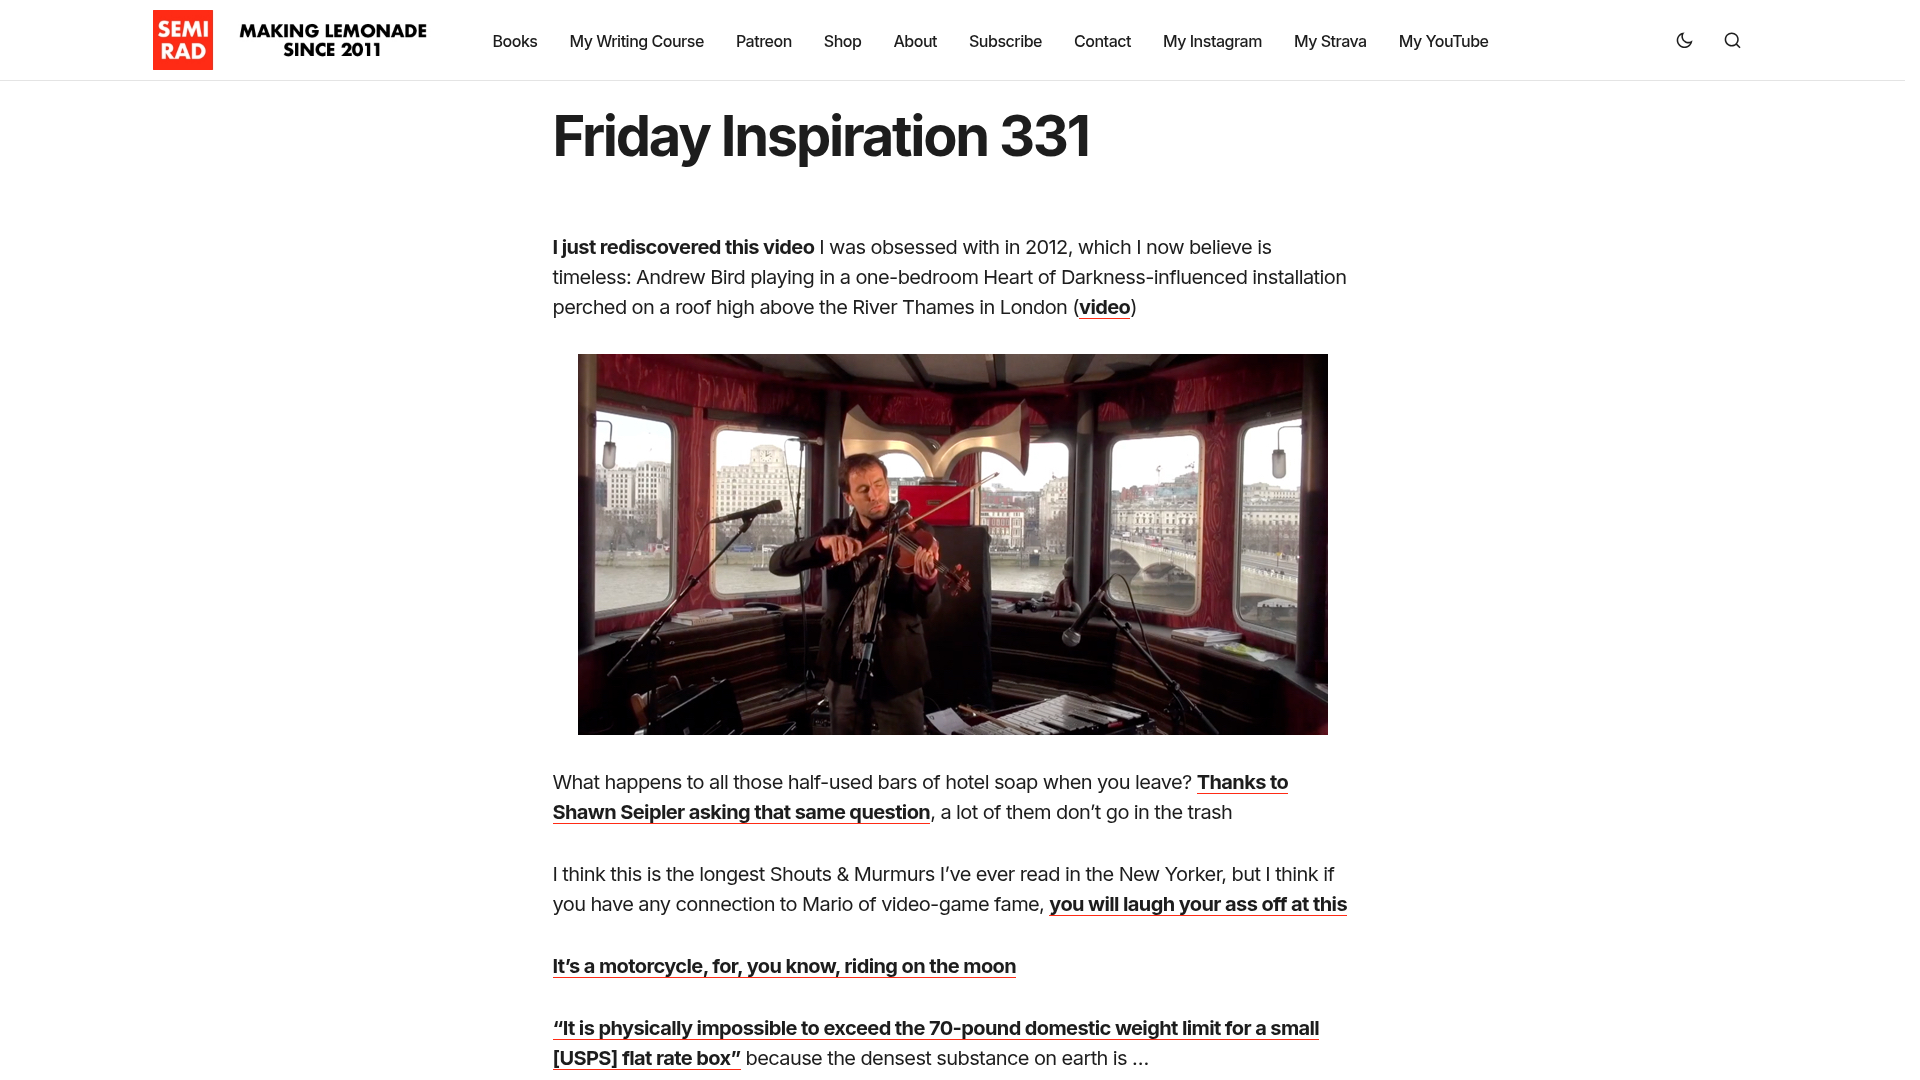 SEMI
RAD
MAKING LEMONADE
SINCE 2011
Books My Writing Course Patreon Shop About Subscribe Contact My Instagram My Strava My YouTube
Friday Inspiration 331
I just rediscovered this video I was obsessed with in 2012, which I now believe is
timeless: Andrew Bird playing in a one-bedroom Heart of Darkness-influenced installation
perched on a roof high above the River Thames in London (video)
What happens to all those half-used bars of hotel soap when you leave? Thanks to
Shawn Seipler asking that same question, a lot of them don’t go in the trash
I think this is the longest Shouts & Murmurs I’ve ever read in the New Yorker, but I think if
you have any connection to Mario of video-game fame, you will laugh your ass off at this
It’s a motorcycle, for, you know, riding on the moon
“It is physically impossible to exceed the 70-pound domestic weight limit for a small
[USPS] flat rate box” because the densest substance on earth is …